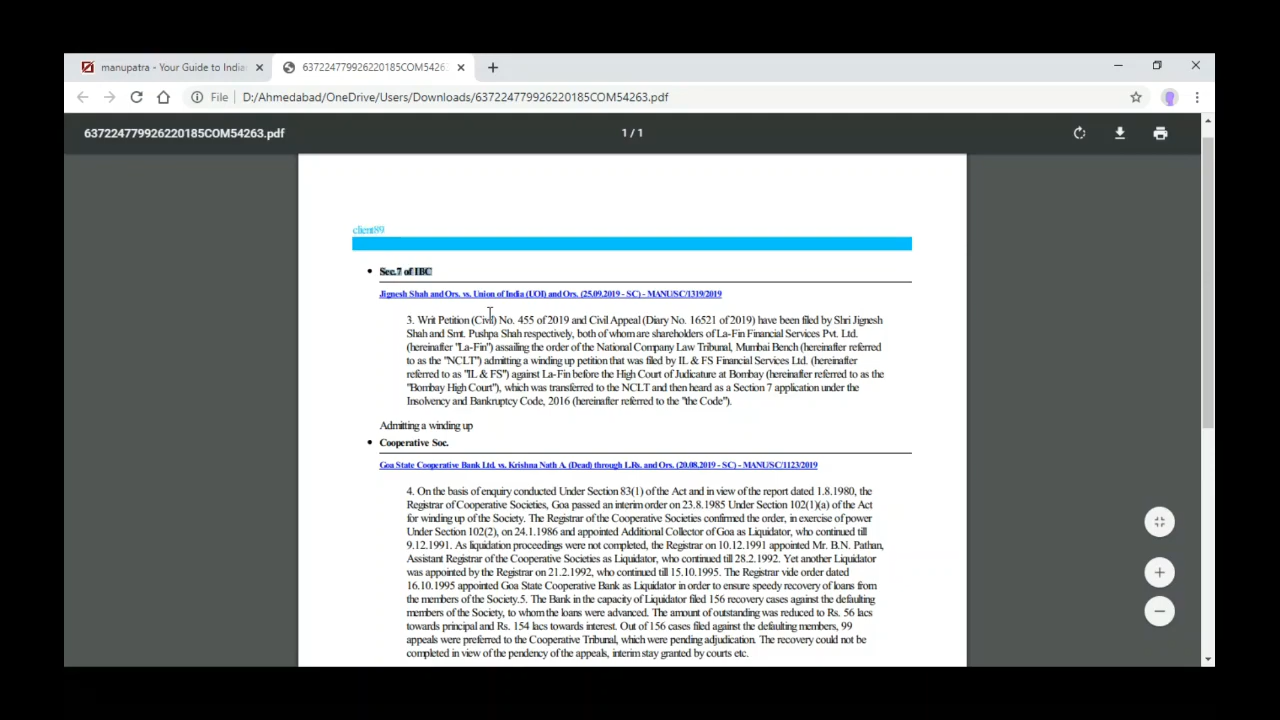 manupatra - Your Guide to India
637224779926220185COM5426
File D:/Ahmedabad/OneDrive/Users/Downloads/637224779926220185COM54263.pdf
637224779926220185COM54263.pdf
1 / 1
client89
• Sec.7 of IBC
Jignesh Shah and Ors. vs. Union of India (UOI) and Ors. (25.09.2019 - SC) - MANU/SC/1319/2019
3. Writ Petition (Civil) No. 455 of 2019 and Civil Appeal (Diary No. 16521 of 2019) have been filed by Shri Jignesh
Shah and Smt. Pushpa Shah respectively, both of whom are shareholders of La-Fin Financial Services Pvt. Ltd.
(hereinafter "La-Fin") assailing the order of the National Company Law Tribunal, Mumbai Bench (hereinafter referred
to as the "NCLT") admitting a winding up petition that was filed by IL & FS Financial Services Ltd. (hereinafter
referred to as "IL & FS") against La-Fin before the High Court of Judicature at Bombay (hereinafter referred to as the
"Bombay High Court"), which was transferred to the NCLT and then heard as a Section 7 application under the
Insolvency and Bankruptcy Code, 2016 (hereinafter referred to the "the Code").
Admitting a winding up
• Cooperative Soc.
Goa State Cooperative Bank Ltd. vs. Krishna Nath A. (Dead) through L.Rs. and Ors. (20.08.2019 - SC) - MANU/SC/1123/2019
4. On the basis of enquiry conducted Under Section 83(1) of the Act and in view of the report dated 1.8.1980, the
Registrar of Cooperative Societies, Goa passed an interim order on 23.8.1985 Under Section 102(1)(a) of the Act
for winding up of the Society. The Registrar of the Cooperative Societies confirmed the order, in exercise of power
Under Section 102(2), on 24.1.1986 and appointed Additional Collector of Goa as Liquidator, who continued till
9.12.1991. As liquidation proceedings were not completed, the Registrar on 10.12.1991 appointed Mr. B.N. Pathan,
Assistant Registrar of the Cooperative Societies as Liquidator, who continued till 28.2.1992. Yet another Liquidator
was appointed by the Registrar on 21.2.1992, who continued till 15.10.1995. The Registrar vide order dated
16.10.1995 appointed Goa State Cooperative Bank as Liquidator in order to ensure speedy recovery of loans from
the members of the Society.5. The Bank in the capacity of Liquidator filed 156 recovery cases against the defaulting
members of the Society, to whom the loans were advanced. The amount of outstanding was reduced to Rs. 56 lacs
towards principal and Rs. 154 lacs towards interest. Out of 156 cases filed against the defaulting members, 99
appeals were preferred to the Cooperative Tribunal, which were pending adjudication. The recovery could not be
completed in view of the pendency of the appeals, interim stay granted by courts etc.